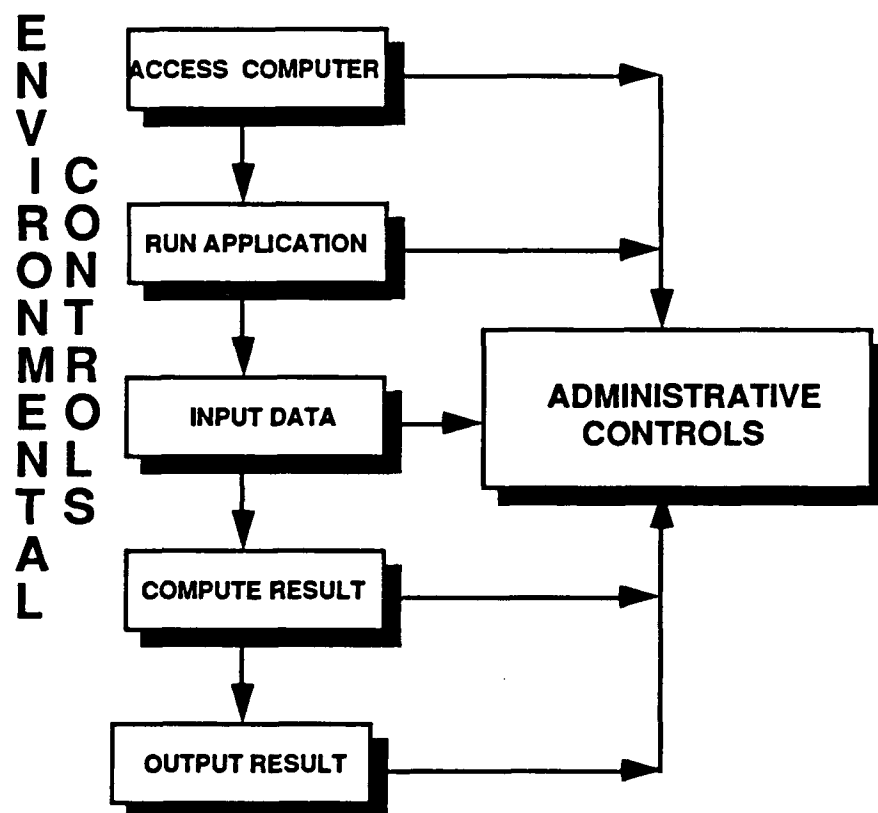 ENVIRONMENTAL
CONTROLS
ACCESS COMPUTER
RUN APPLICATION
INPUT DATA
COMPUTE RESULT
OUTPUT RESULT
ADMINISTRATIVE
CONTROLS